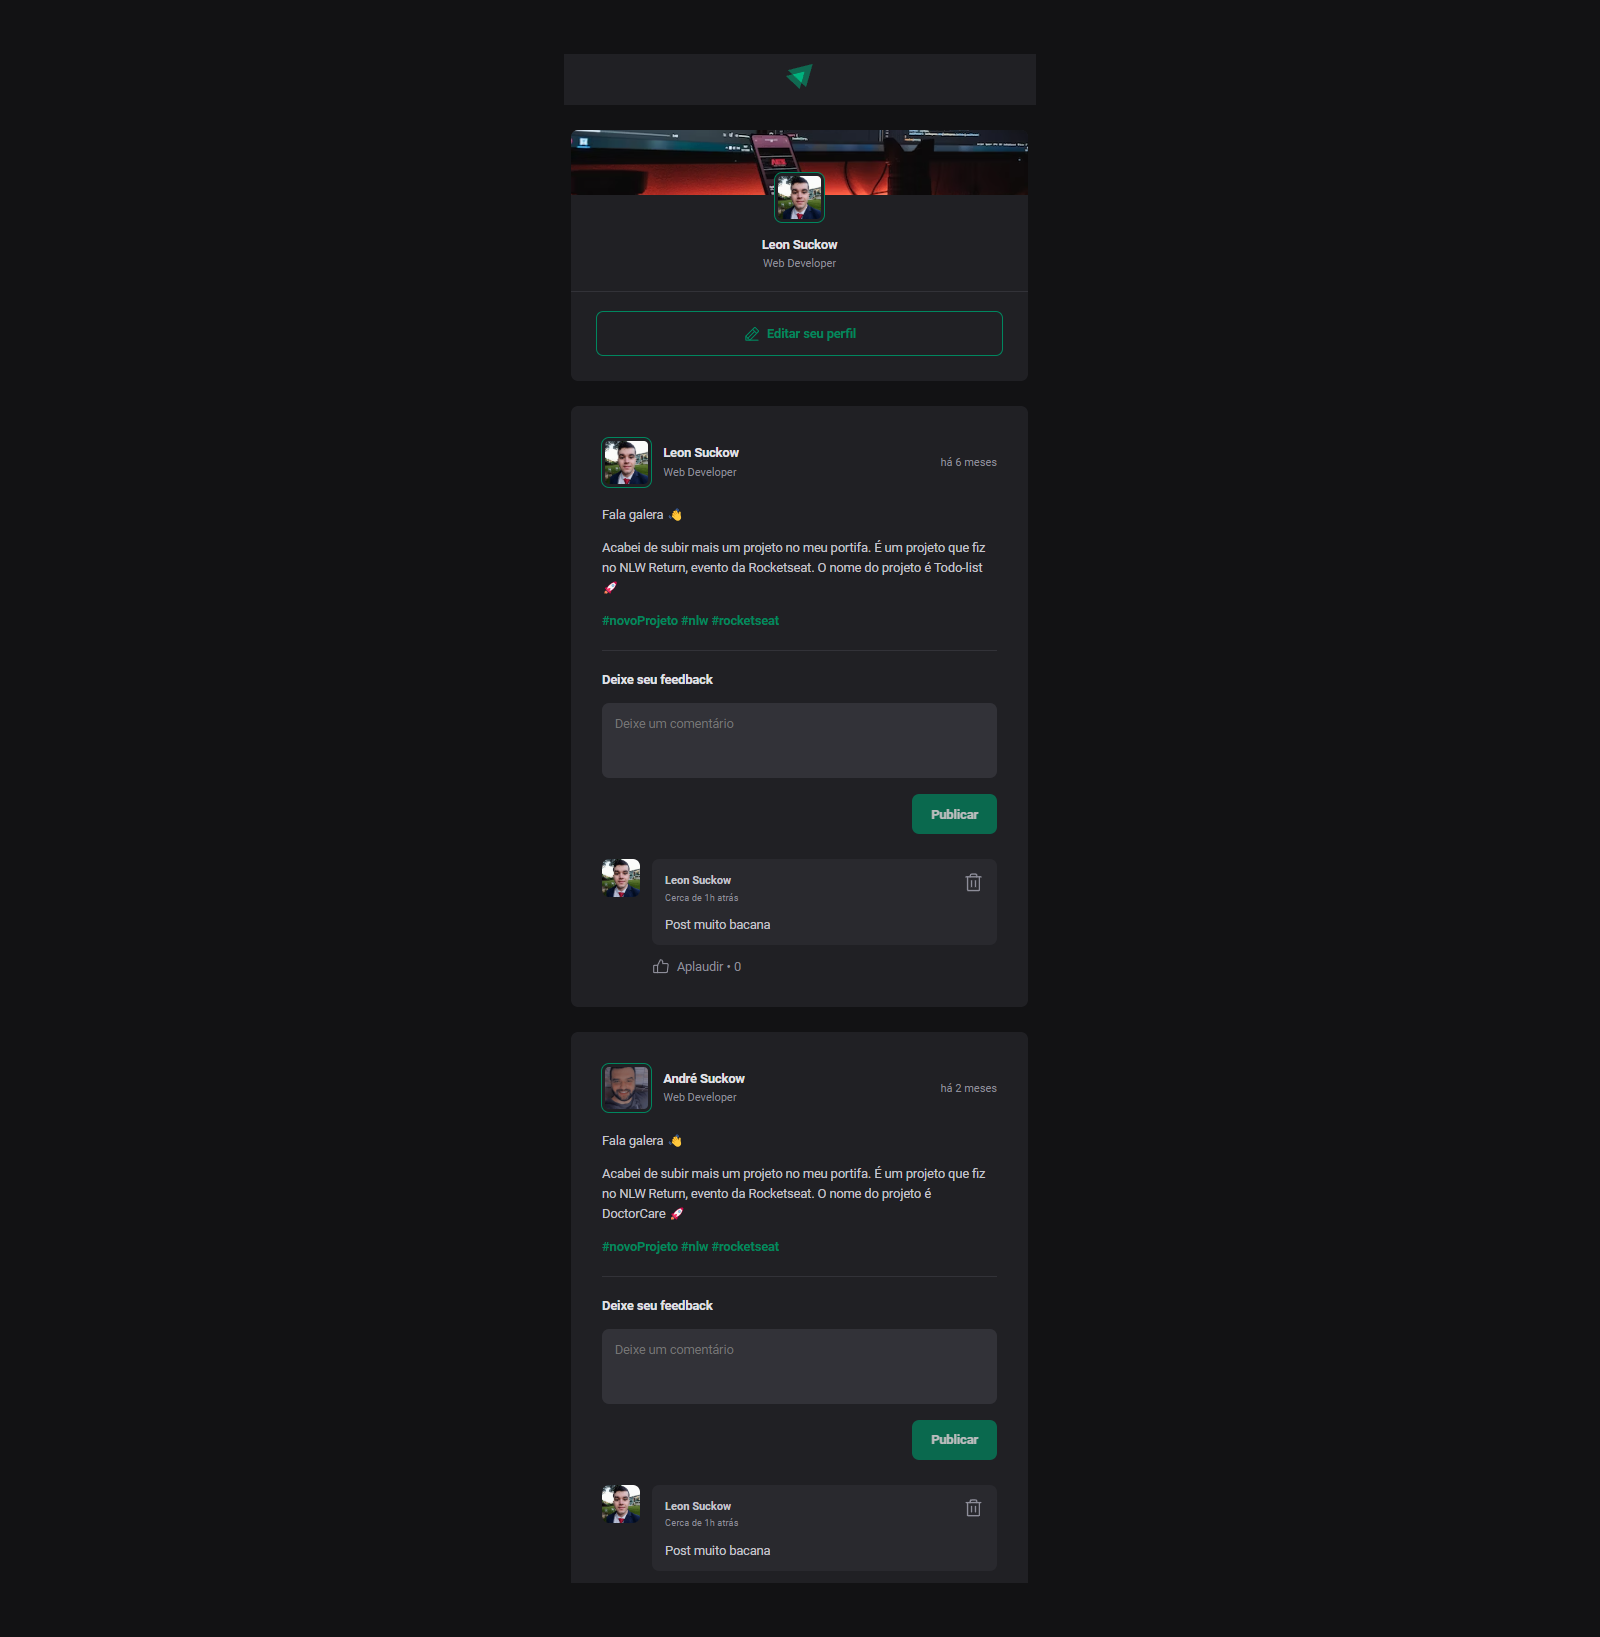 Leon Suckow
Web Developer
Editar seu perfil
Leon Suckow
Web Developer
há 6 meses
Fala galera 👋
Acabei de subir mais um projeto no meu portifa. É um projeto que fiz
no NLW Return, evento da Rocketseat. O nome do projeto é Todo-list
🚀
#novoProjeto #nlw #rocketseat
Deixe seu feedback
Deixe um comentário
Publicar
Leon Suckow
Cerca de 1h atrás
Post muito bacana
Aplaudir • 0
André Suckow
Web Developer
há 2 meses
Fala galera 👋
Acabei de subir mais um projeto no meu portifa. É um projeto que fiz
no NLW Return, evento da Rocketseat. O nome do projeto é
DoctorCare 🚀
#novoProjeto #nlw #rocketseat
Deixe seu feedback
Deixe um comentário
Publicar
Leon Suckow
Cerca de 1h atrás
Post muito bacana